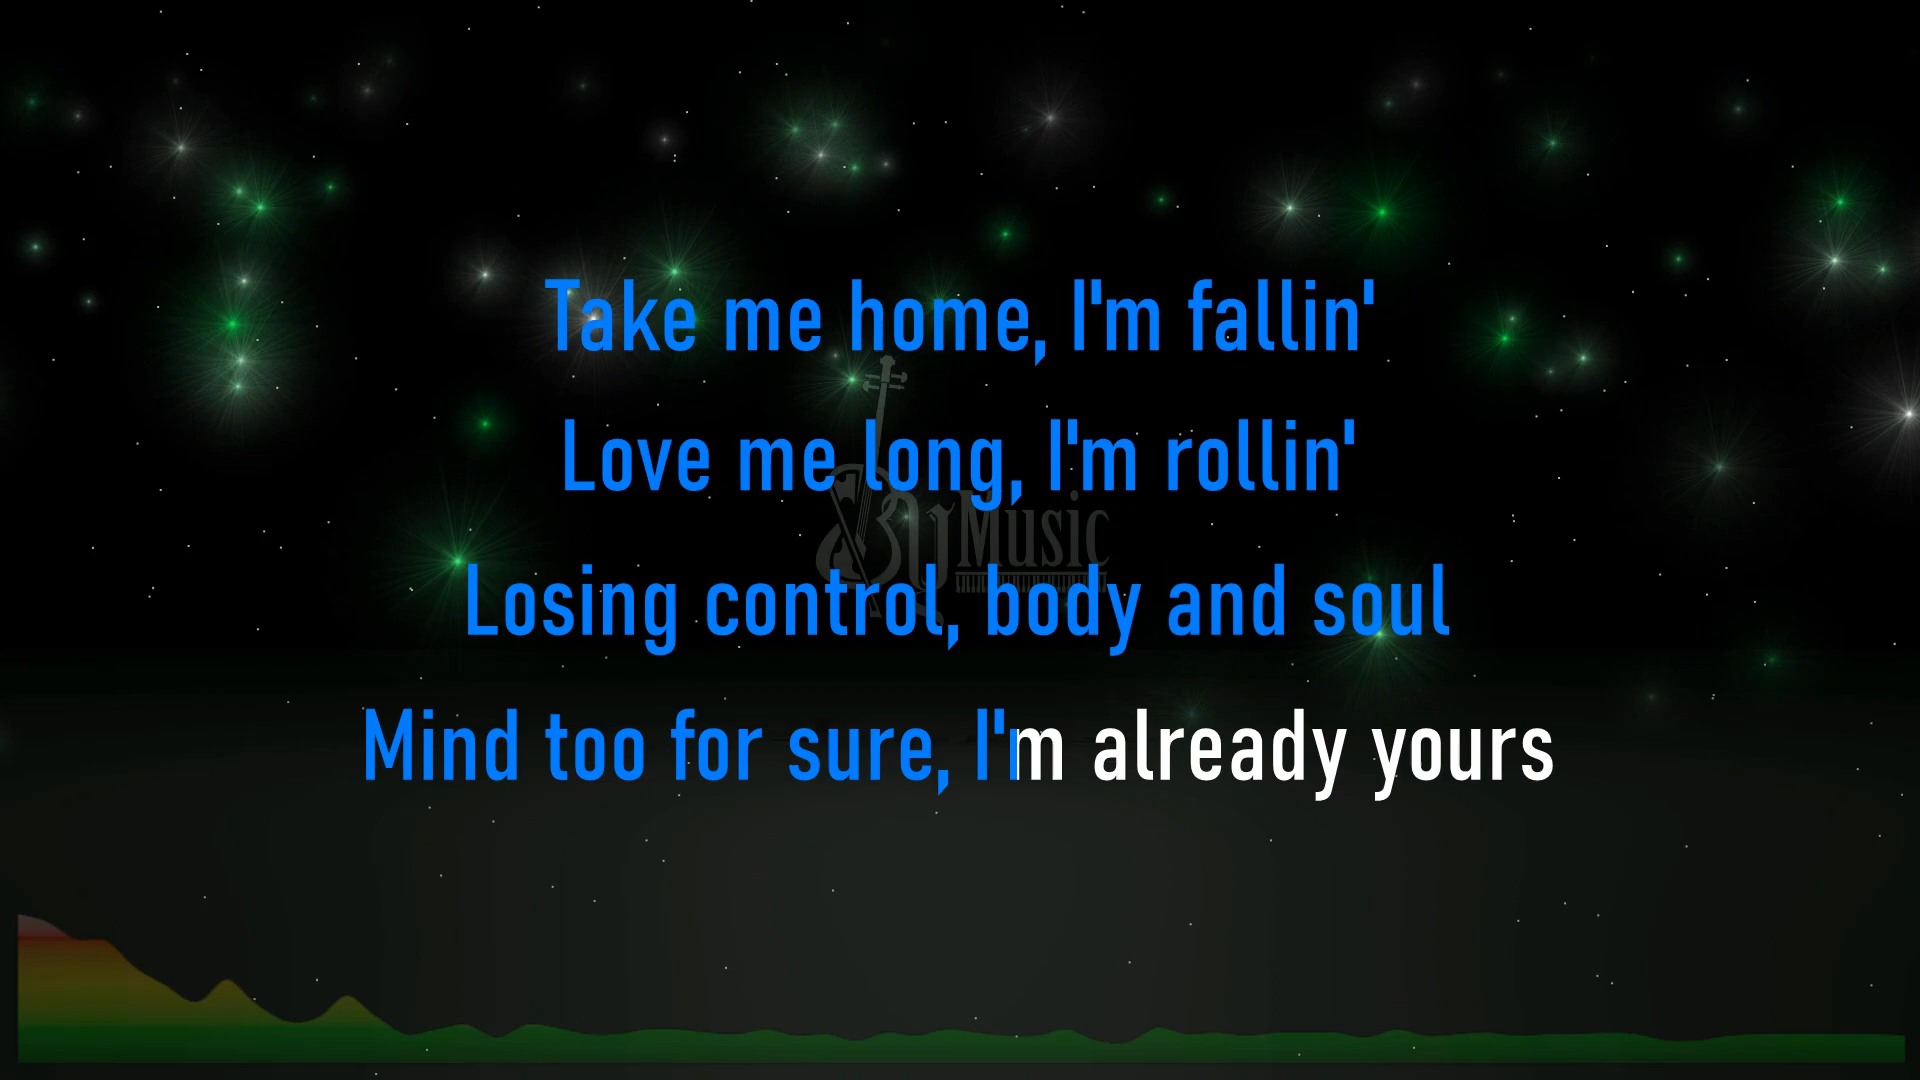 Take me home, I'm fallin'
Love me long, I'm rollin'
Losing control, body and soul
Mind too for sure, I'm already yours
Music